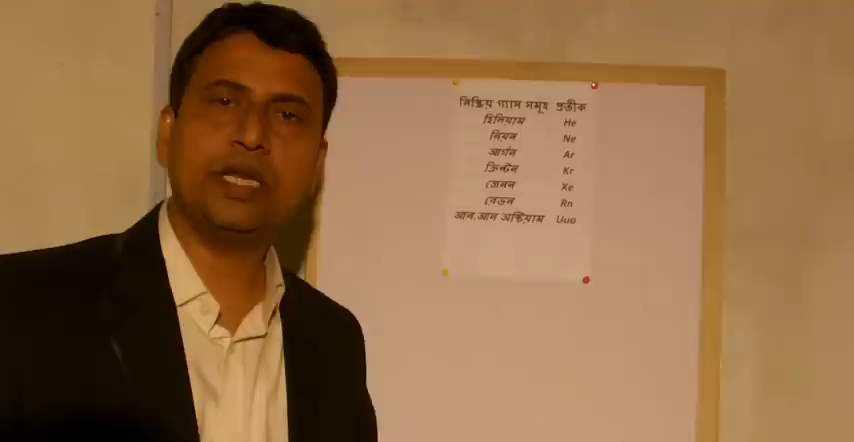 নিষ্ক্রিয় গ্যাস সমূহ প্রতীক
হিলিয়াম He
নিয়ন Ne
আর্গন Ar
ক্রিপ্টন Kr
জেনন Xe
রেডন Rn
আন.আন অক্টিয়াম Uuo